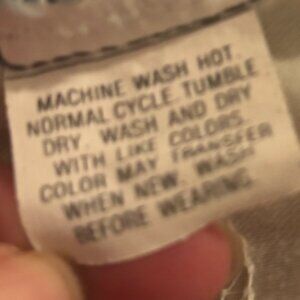 MACHINE WASH HOT.
NORMAL CYCLE TUMBLE
DRY. WASH AND DRY
WITH LIKE COLORS.
COLOR MAY TRANSFER
WHEN NEW. WASH
BEFORE WEARING.